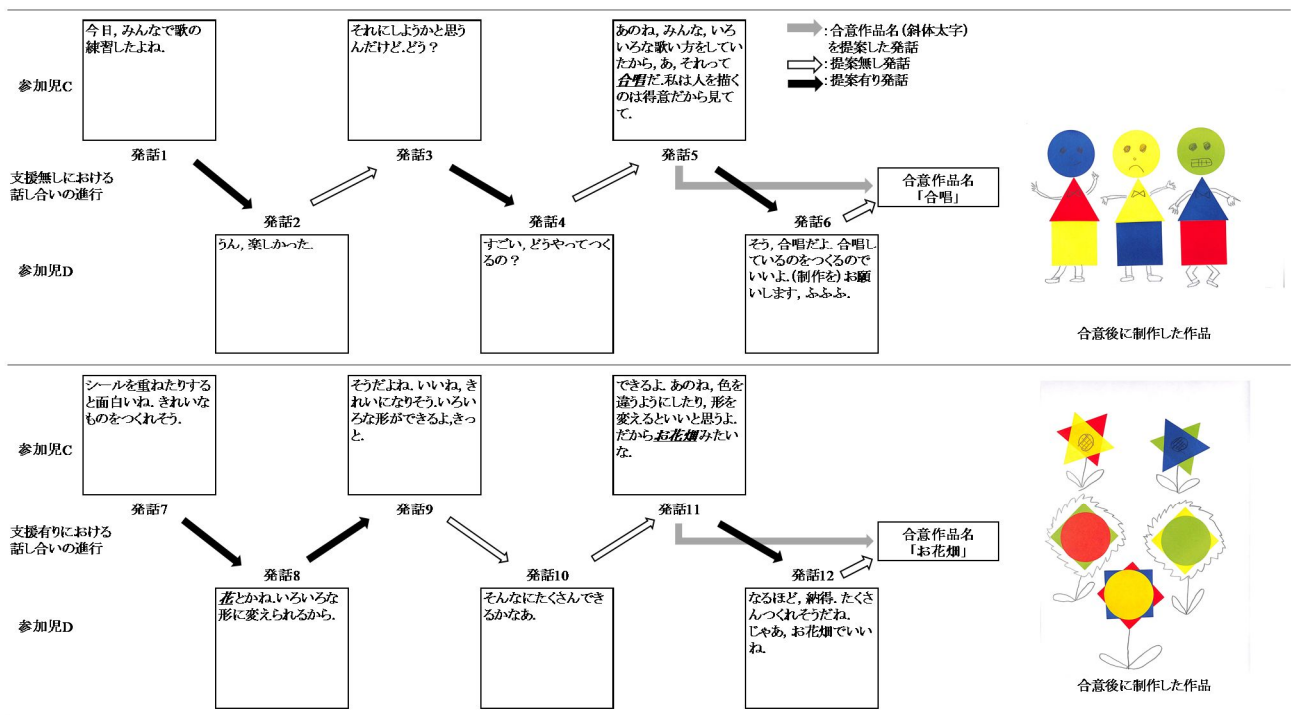 今日，みんなで歌の
練習したよね.
それにしようかと思う
んだけど.どう？
あのね，みんな，いろ
いろな歌い方をしてい
たから，あ，それって
合唱だ.私は人を描く
のは得意だから見て
て.
:合意作品名(斜体太字)
を提案した発話
:提案無し発話
:提案有り発話
参加児C
発話1
発話3
発話5
支援無しにおける
話し合いの進行
合意作品名
「合唱」
発話2
発話4
発話6
参加児D
うん，楽しかった.
すごい，どうやってつく
るの？
そう，合唱だよ. 合唱し
ているのをつくるので
いいよ.(制作を)お願
いします，ふふふ.
合意後に制作した作品
シールを重ねたりする
と面白いね. きれいな
ものをつくれそう.
そうだよね. いいね，き
れいになりそう.いろい
ろな形ができるよ,きっ
と.
できるよ. あのね，色を
違うようにしたり，形を
変えるといいと思うよ.
だからお花畑みたい
な.
参加児C
発話7
発話9
発話11
支援有りにおける
話し合いの進行
合意作品名
「お花畑」
発話8
発話10
発話12
参加児D
花とかね.いろいろな
形に変えられるから.
そんなにたくさんでき
るかなあ.
なるほど，納得. たくさ
んつくれそうだね.
じゃあ，お花畑でいい
ね.
合意後に制作した作品